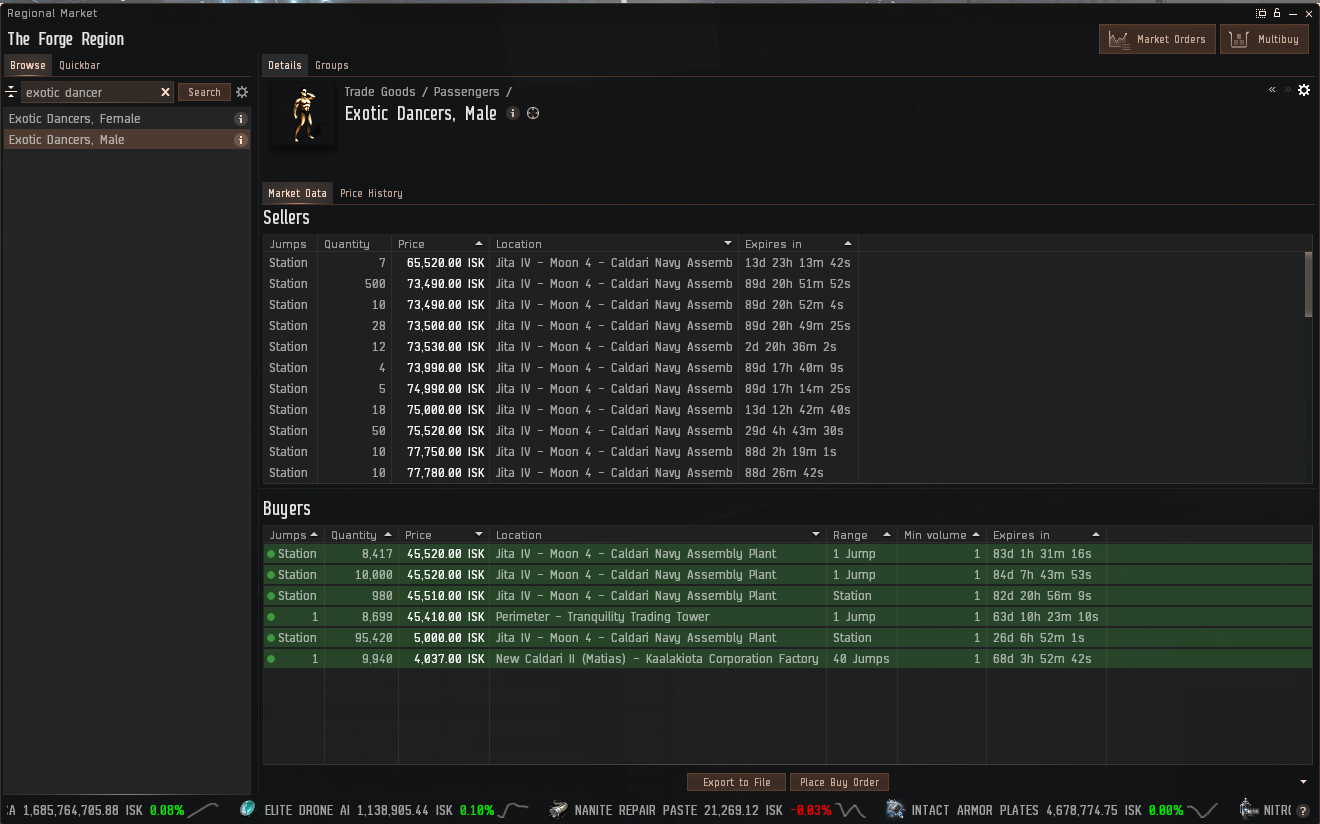 Regional Market
The Forge Region
Market Orders
Multibuy
Browse Quickbar
Details Groups
exotic dancer
Search
Exotic Dancers, Female
Exotic Dancers, Male
Trade Goods / Passengers /
Exotic Dancers, Male
Market Data Price History
Sellers
Jumps Quantity Price Location Expires in
Station 7 65,520.00 ISK Jita IV - Moon 4 - Caldari Navy Assemb 13d 23h 13m 42s
Station 500 73,490.00 ISK Jita IV - Moon 4 - Caldari Navy Assemb 89d 20h 51m 52s
Station 10 73,490.00 ISK Jita IV - Moon 4 - Caldari Navy Assemb 89d 20h 52m 4s
Station 28 73,500.00 ISK Jita IV - Moon 4 - Caldari Navy Assemb 89d 20h 49m 25s
Station 12 73,530.00 ISK Jita IV - Moon 4 - Caldari Navy Assemb 2d 20h 36m 2s
Station 4 73,990.00 ISK Jita IV - Moon 4 - Caldari Navy Assemb 89d 17h 40m 9s
Station 5 74,990.00 ISK Jita IV - Moon 4 - Caldari Navy Assemb 89d 17h 14m 25s
Station 18 75,000.00 ISK Jita IV - Moon 4 - Caldari Navy Assemb 13d 12h 42m 40s
Station 50 75,520.00 ISK Jita IV - Moon 4 - Caldari Navy Assemb 29d 4h 43m 30s
Station 10 77,750.00 ISK Jita IV - Moon 4 - Caldari Navy Assemb 88d 2h 19m 1s
Station 10 77,780.00 ISK Jita IV - Moon 4 - Caldari Navy Assemb 88d 26m 42s
Buyers
Jumps Quantity Price Location Range Min volume Expires in
Station 8,417 45,520.00 ISK Jita IV - Moon 4 - Caldari Navy Assembly Plant 1 Jump 1 83d 1h 31m 16s
Station 10,000 45,520.00 ISK Jita IV - Moon 4 - Caldari Navy Assembly Plant 1 Jump 1 84d 7h 43m 53s
Station 980 45,510.00 ISK Jita IV - Moon 4 - Caldari Navy Assembly Plant Station 1 82d 20h 56m 9s
1 8,699 45,410.00 ISK Perimeter - Tranquility Trading Tower 1 Jump 1 63d 10h 23m 10s
Station 95,420 5,000.00 ISK Jita IV - Moon 4 - Caldari Navy Assembly Plant Station 1 26d 6h 52m 1s
1 9,940 4,037.00 ISK New Caldari II (Matias) - Kaalakiota Corporation Factory 40 Jumps 1 68d 3h 52m 42s
Export to File
Place Buy Order
1,685,764,705.88 ISK 0.08% ELITE DRONE AI 1,138,905.44 ISK 0.10% NANITE REPAIR PASTE 21,269.12 ISK -0.03% INTACT ARMOR PLATES 4,678,774.75 ISK 0.00% NITRO